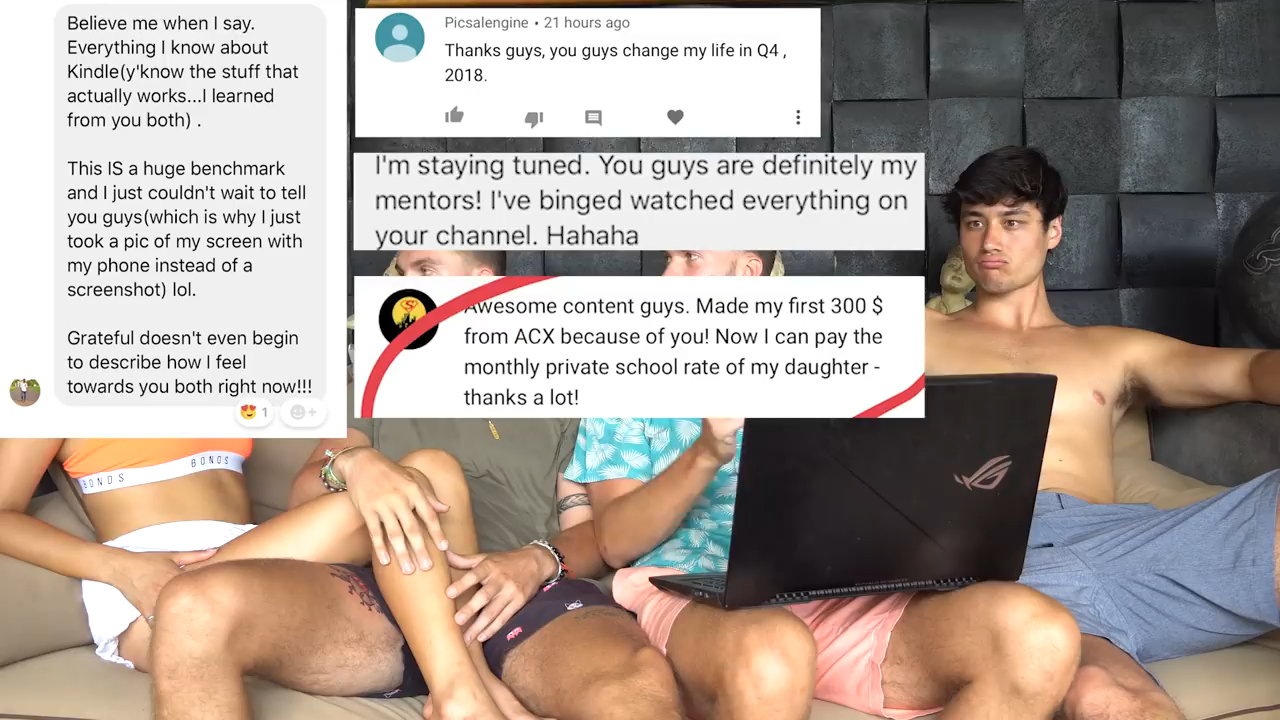 Believe me when I say.
Everything I know about
Kindle(y'know the stuff that
actually works...I learned
from you both) .
This IS a huge benchmark
and I just couldn't wait to tell
you guys(which is why I just
took a pic of my screen with
my phone instead of a
screenshot) lol.
Grateful doesn't even begin
to describe how I feel
towards you both right now!!!
1
Picsalengine • 21 hours ago
Thanks guys, you guys change my life in Q4 ,
2018.
I'm staying tuned. You guys are definitely my
mentors! I've binged watched everything on
your channel. Hahaha
Awesome content guys. Made my first 300 $
from ACX because of you! Now I can pay the
monthly private school rate of my daughter -
thanks a lot!
BONDS BONDS